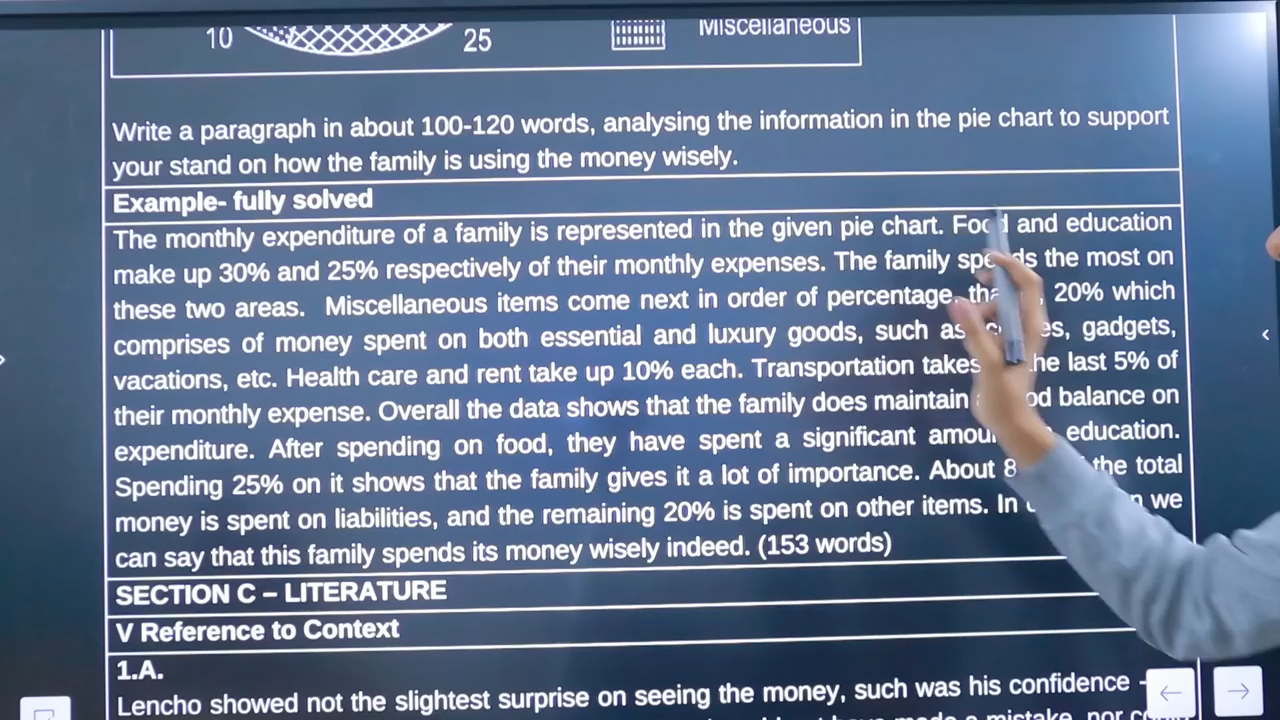 10 25 Miscellaneous
Write a paragraph in about 100-120 words, analysing the information in the pie chart to support
your stand on how the family is using the money wisely.
Example- fully solved
The monthly expenditure of a family is represented in the given pie chart. Food and education
make up 30% and 25% respectively of their monthly expenses. The family spends the most on
these two areas. Miscellaneous items come next in order of percentage, 20% which
comprises of money spent on both essential and luxury goods, such as gadgets,
vacations, etc. Health care and rent take up 10% each. Transportation takes the last 5% of
their monthly expense. Overall the data shows that the family does maintain balance on
expenditure. After spending on food, they have spent a significant education.
Spending 25% on it shows that the family gives it a lot of importance. About the total
money is spent on liabilities, and the remaining 20% is spent on other items. In we
can say that this family spends its money wisely indeed. (153 words)
SECTION C – LITERATURE
V Reference to Context
1.A.
Lencho showed not the slightest surprise on seeing the money, such was his confidence -
made a mistake, nor